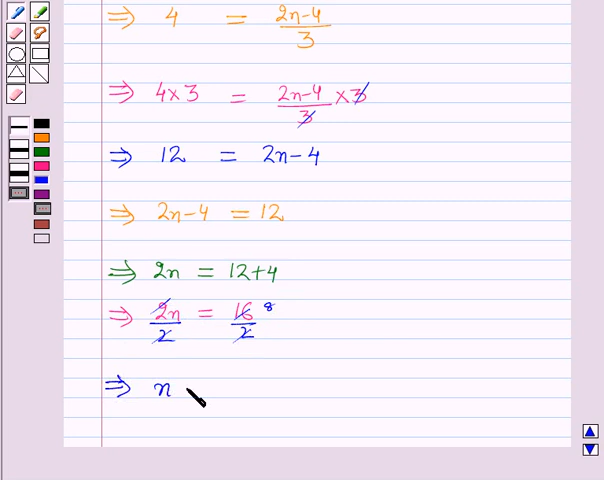 ⇒ 4 = 2n-4/3
⇒ 4×3 = 2n-4/3 ×3
⇒ 12 = 2n-4
⇒ 2n-4 = 12
⇒ 2n = 12+4
⇒ 2n/2 = 16/2 8
⇒ n